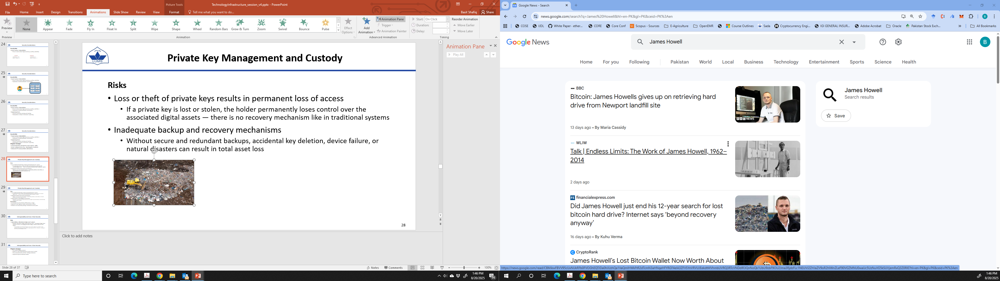 TechnologyInfrastructure_session_v4.pptx - PowerPoint
Picture Tools
File Home Insert Design Transitions Animations Slide Show Review View Format Tell me what you want to do... Basit Shafiq Share
Preview
None Appear Fade Fly In Float In Split Wipe Shape Wheel Random Bars Grow & Turn Zoom Swivel Bounce Pulse
Effect Options
Add Animation
Animation Pane
Trigger
Animation Painter
Start: On Click
Duration:
Delay:
Reorder Animation
Move Earlier
Move Later
Preview Animation Advanced Animation Timing
24
25
26
27
28
29
30
31
LUMS
Private Key Management and Custody
Risks
• Loss or theft of private keys results in permanent loss of access
• If a private key is lost or stolen, the holder permanently loses control over the
associated digital assets — there is no recovery mechanism like in traditional systems
• Inadequate backup and recovery mechanisms
• Without secure and redundant backups, accidental key deletion, device failure, or
natural disasters can result in total asset loss
28
Animation Pane
Play All
Click to add notes
Slide 28 of 37
Notes Comments 100%
Type here to search
1:46 PM
8/20/2025
36
Google News - Search
news.google.com/search?q=James%20Howell&hl=en-PK&gl=PK&ceid=PK%3Aen
COSE IJDL White Paper · ether... CORE Core Conf Scopus - Sources E-Agriculture OpenEMR Course Outlines Sada Cryptocurrency Engi... IGI GENERAL INSUR... Adobe Acrobat Oracle Pakistan Stock Exch... All Bookmarks
Google News
James Howell
B
Home For you Following Pakistan World Local Business Technology Entertainment Sports Science Health
BBC
Bitcoin: James Howells gives up on retrieving hard
drive from Newport landfill site
BBC NEWS
13 days ago • By Maria Cassidy
WLIW
Talk | Endless Limits: The Work of James Howell, 1962–
2014
2 days ago
FE financialexpress.com
Did James Howell just end his 12-year search for lost
bitcoin hard drive? Internet says ‘beyond recovery
anyway’
16 days ago • By Kuhu Verma
CryptoRank
James Howell’s Lost Bitcoin Wallet Now Worth About
James Howell
Search results
Save
1:46 PM
8/20/2025